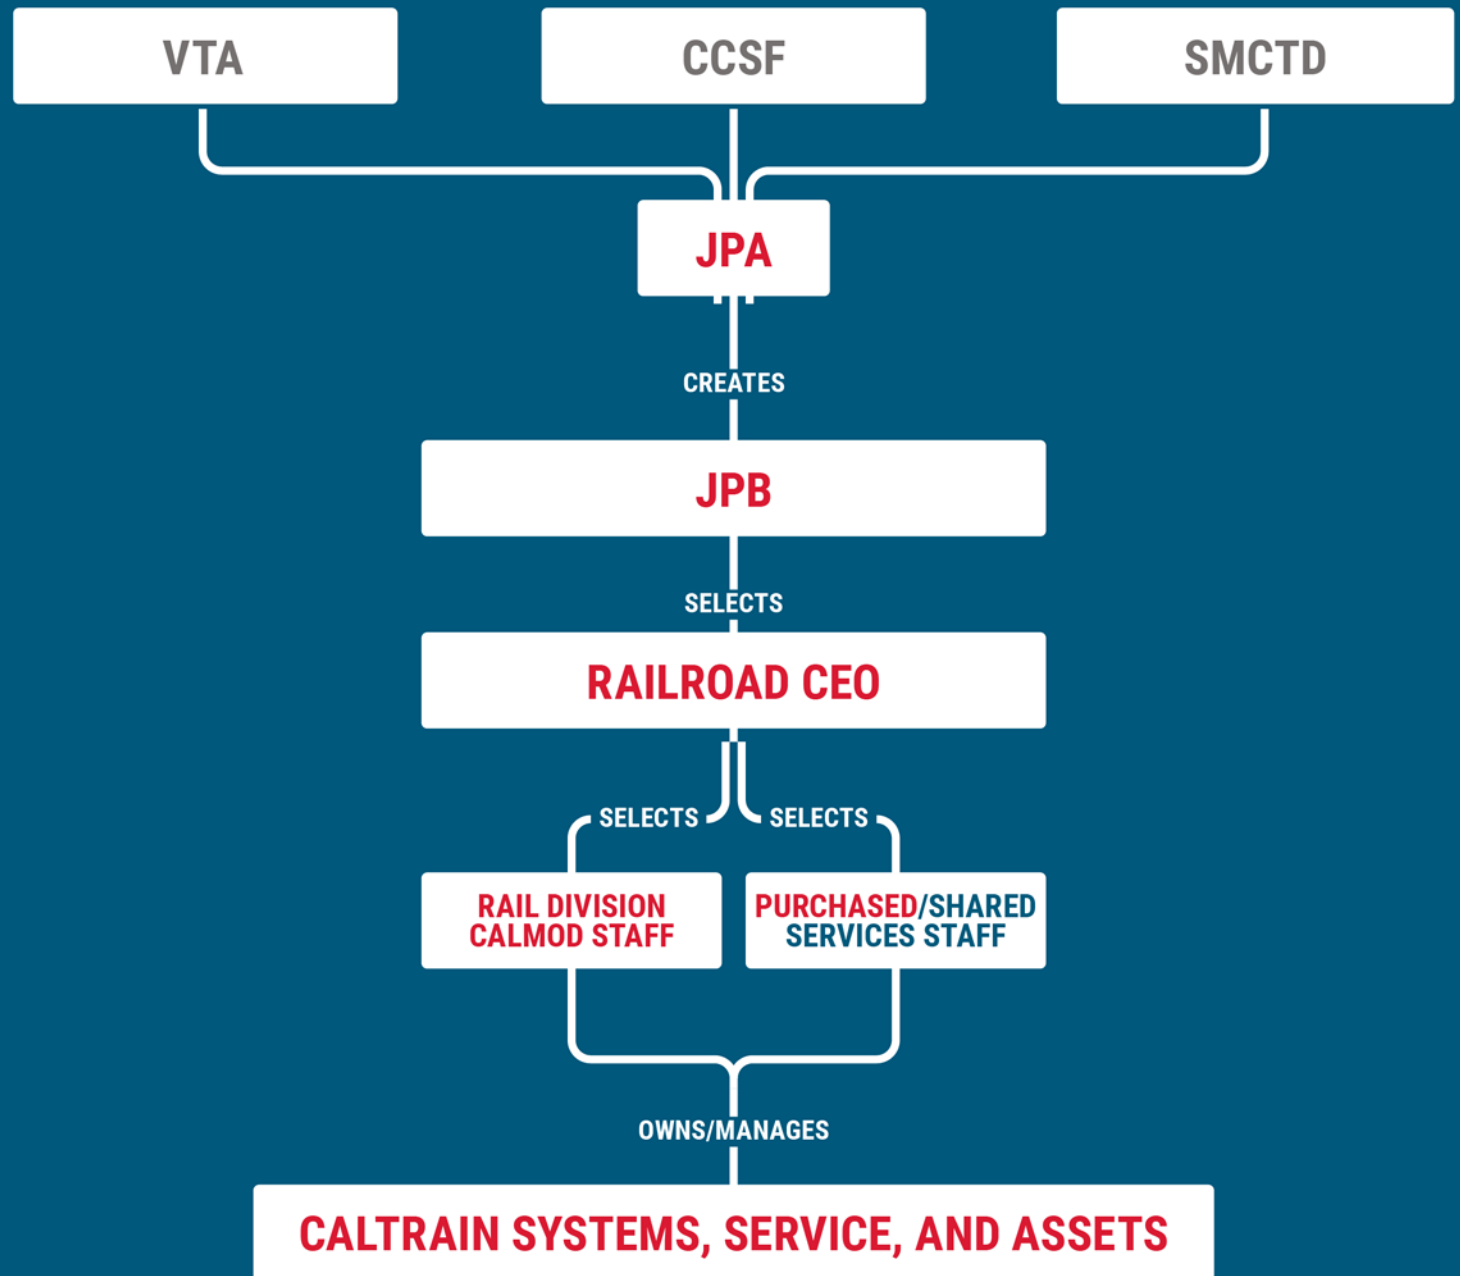 VTA
CCSF
SMCTD
JPA
CREATES
JPB
SELECTS
RAILROAD CEO
SELECTS
SELECTS
RAIL DIVISION
CALMOD STAFF
PURCHASED/SHARED
SERVICES STAFF
OWNS/MANAGES
CALTRAIN SYSTEMS, SERVICE, AND ASSETS